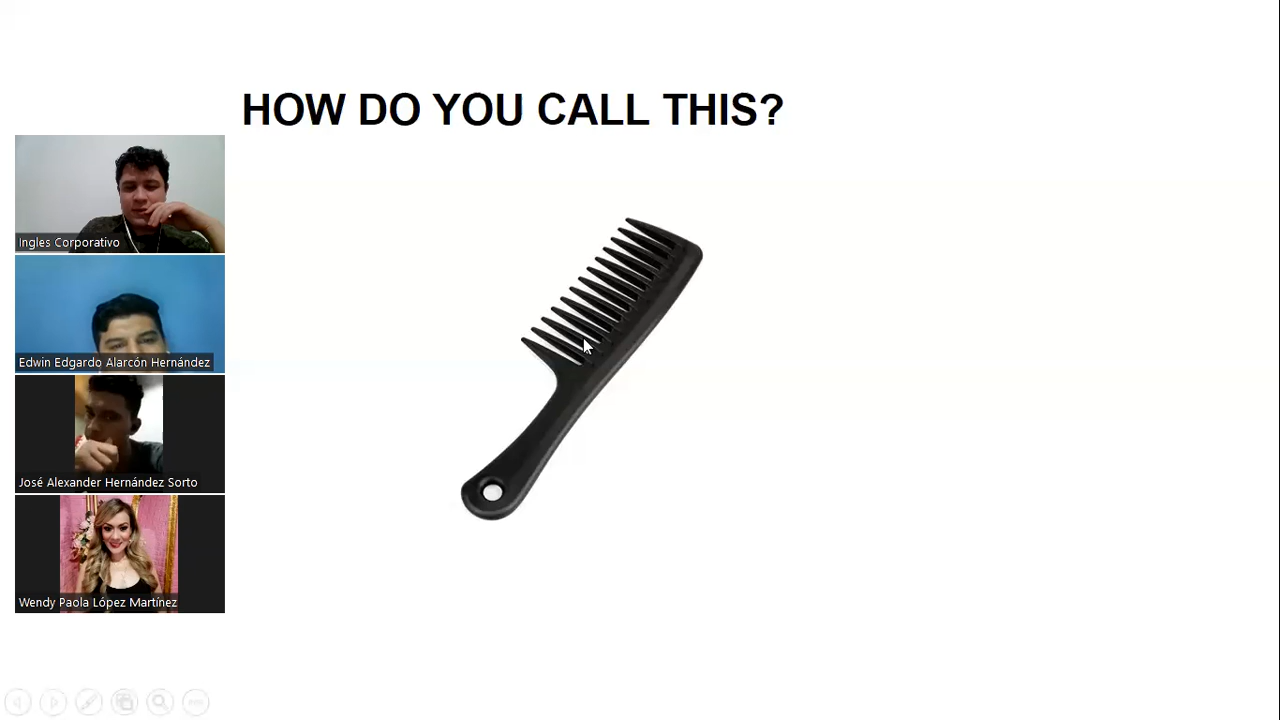 HOW DO YOU CALL THIS?
Ingles Corporativo
Edwin Edgardo Alarcón Hernández
José Alexander Hernández Sorto
Wendy Paola López Martínez